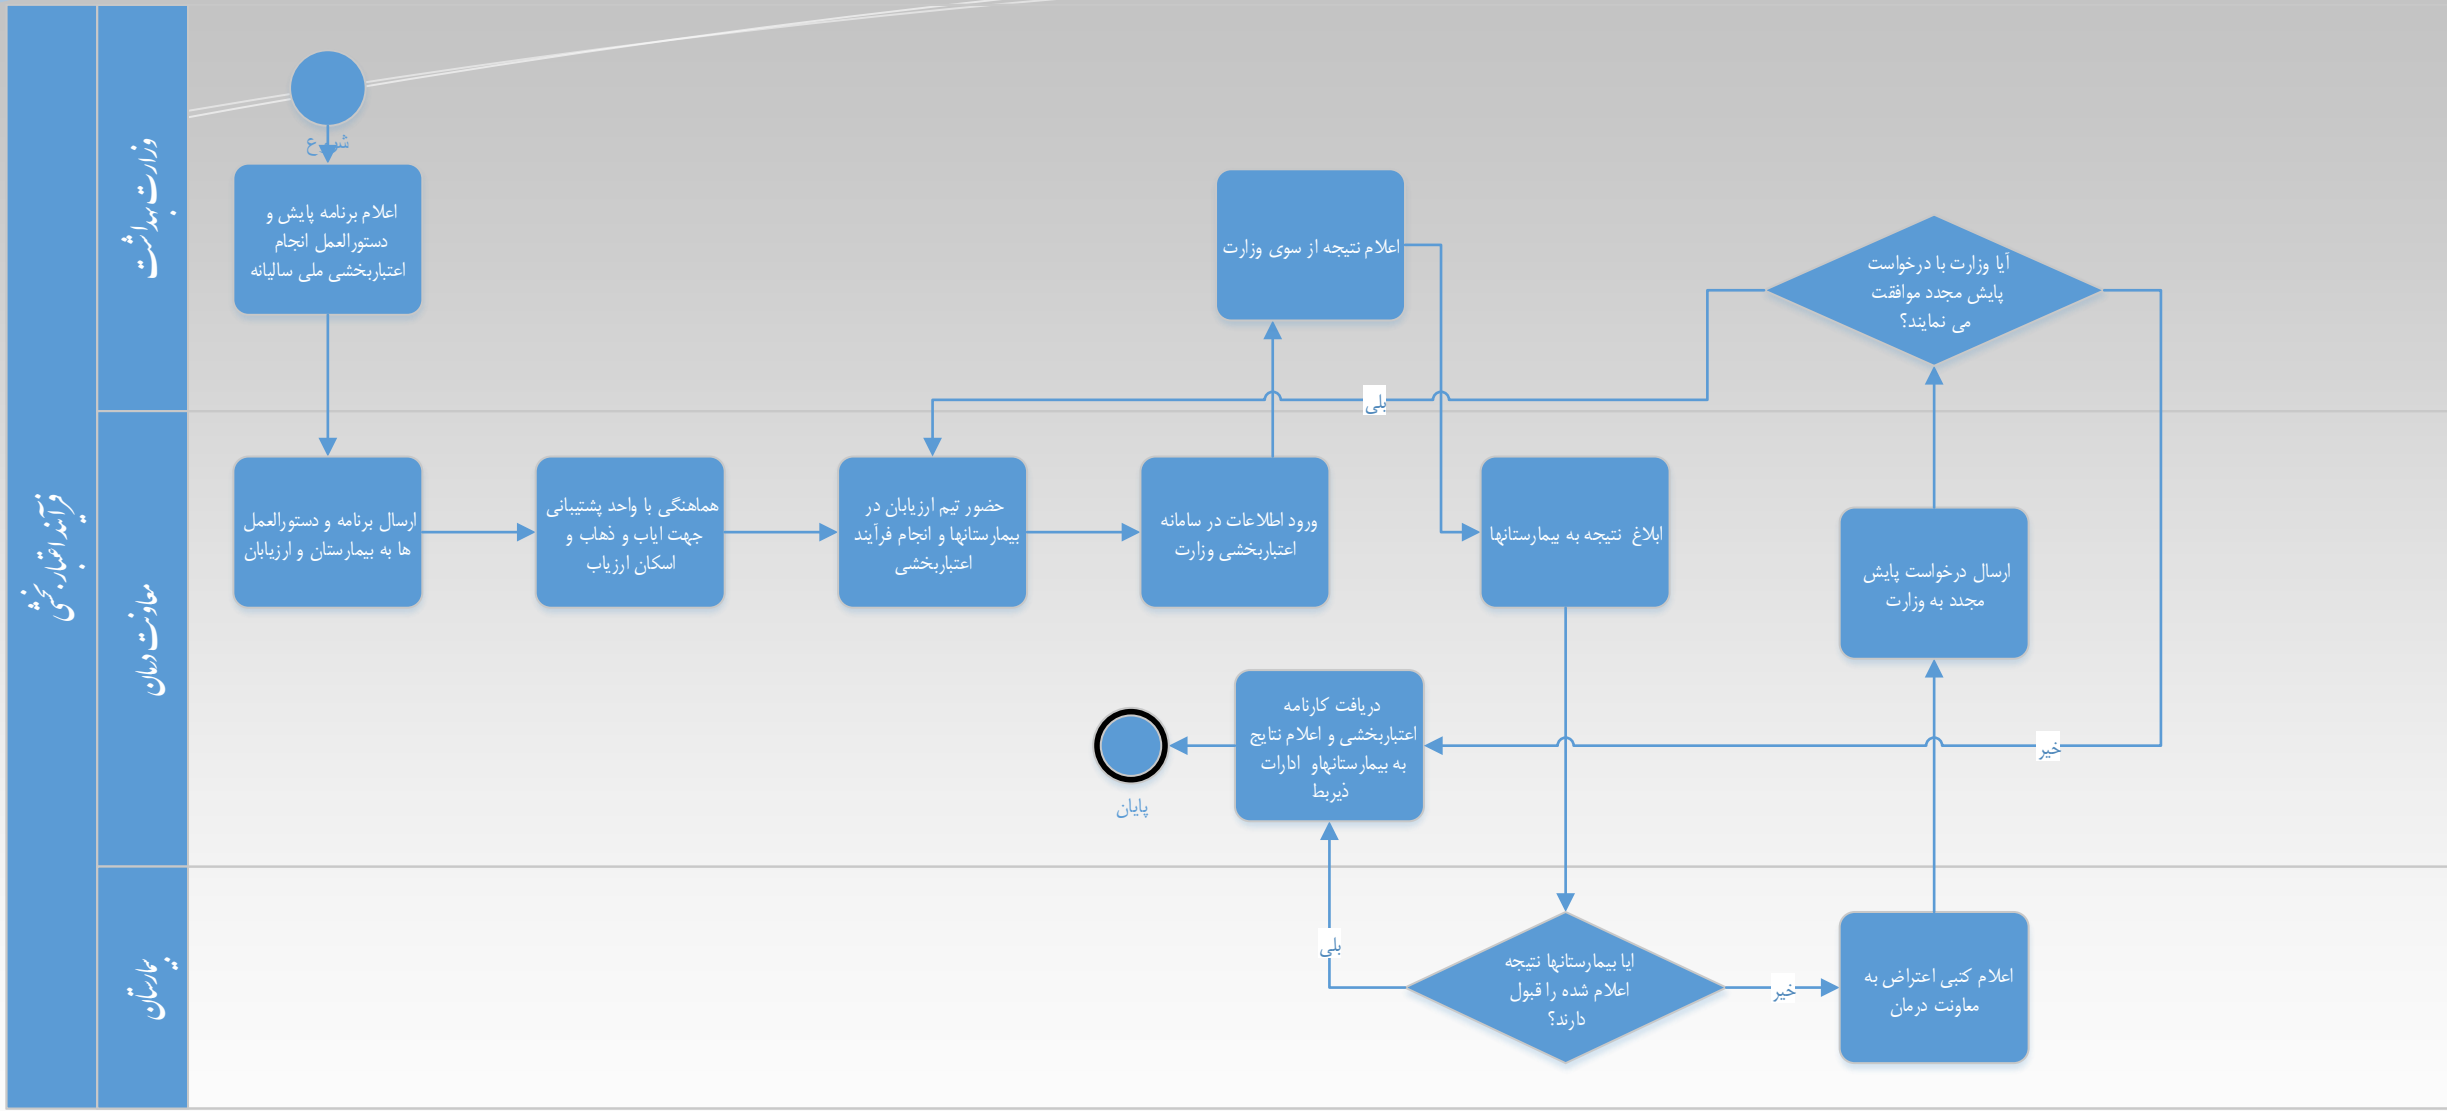 فرآیند اعتباربخشی
وزارت بهداشت
شروع
اعلام برنامه پایش و
دستورالعمل انجام
اعتباربخشی ملی سالیانه
اعلام نتیجه از سوی وزارت
آیا وزارت با درخواست
پایش مجدد موافقت
می نمایند؟
بلی
معاونت درمان
ارسال برنامه و دستورالعمل
ها به بیمارستان و ارزیابان
هماهنگی با واحد پشتیبانی
جهت ایاب و ذهاب و
اسکان ارزیاب
حضور تیم ارزیابان در
بیمارستانها و انجام فرآیند
اعتباربخشی
ورود اطلاعات در سامانه
اعتباربخشی وزارت
ابلاغ نتیجه به بیمارستانها
ارسال درخواست پایش
مجدد به وزارت
دریافت کارنامه
اعتباربخشی و اعلام نتایج
به بیمارستانهاو ادارات
ذیربط
خیر
پایان
بیمارستان
بلی
ایا بیمارستانها نتیجه
اعلام شده را قبول
دارند؟
خیر
اعلام کتبی اعتراض به
معاونت درمان